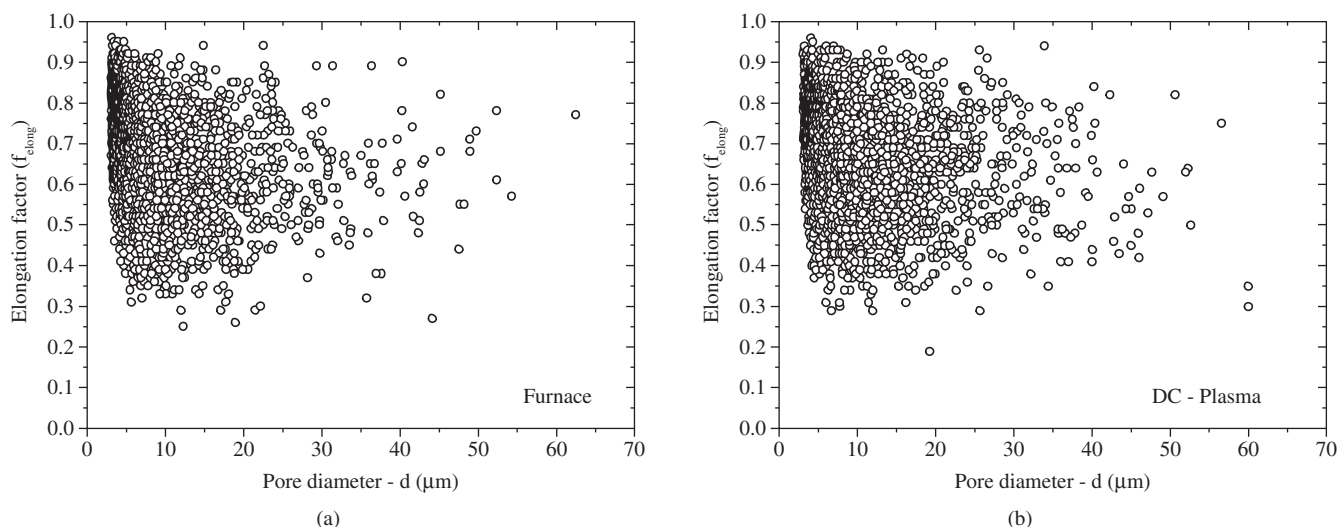 1.0
0.9
0.8
0.7
0.6
0.5
0.4
0.3
0.2
0.1
0.0
Elongation factor (f_elong)
Furnace
0 10 20 30 40 50 60 70
Pore diameter - d (μm)
(a)
1.0
0.9
0.8
0.7
0.6
0.5
0.4
0.3
0.2
0.1
0.0
Elongation factor (f_elong)
DC - Plasma
0 10 20 30 40 50 60 70
Pore diameter - d (μm)
(b)